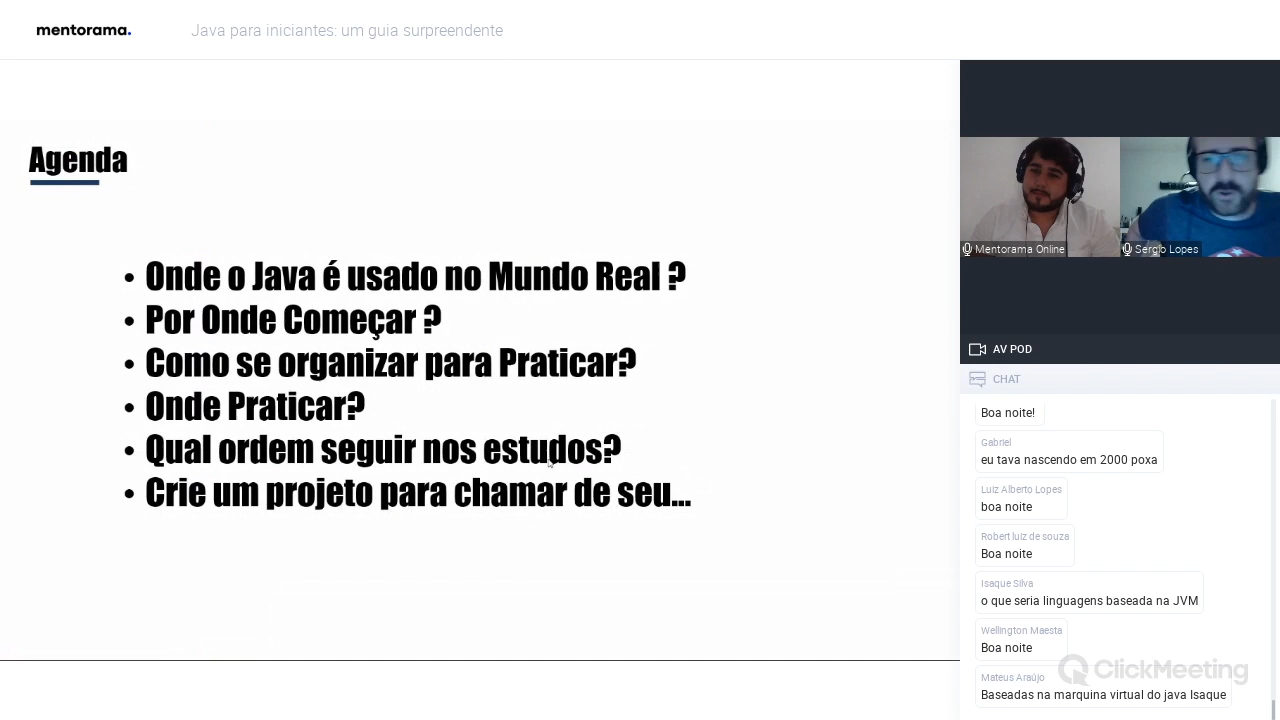 mentorama.
Java para iniciantes: um guia surpreendente
Agenda
• Onde o Java é usado no Mundo Real ?
• Por Onde Começar ?
• Como se organizar para Praticar?
• Onde Praticar?
• Qual ordem seguir nos estudos?
• Crie um projeto para chamar de seu...
Mentorama Online
Sergio Lopes
AV POD
CHAT
Boa noite!
Gabriel
eu tava nascendo em 2000 poxa
Luiz Alberto Lopes
boa noite
Robert luiz de souza
Boa noite
Isaque Silva
o que seria linguagens baseada na JVM
Wellington Maesta
Boa noite
Mateus Araújo
Baseadas na marquina virtual do java Isaque
ClickMeeting